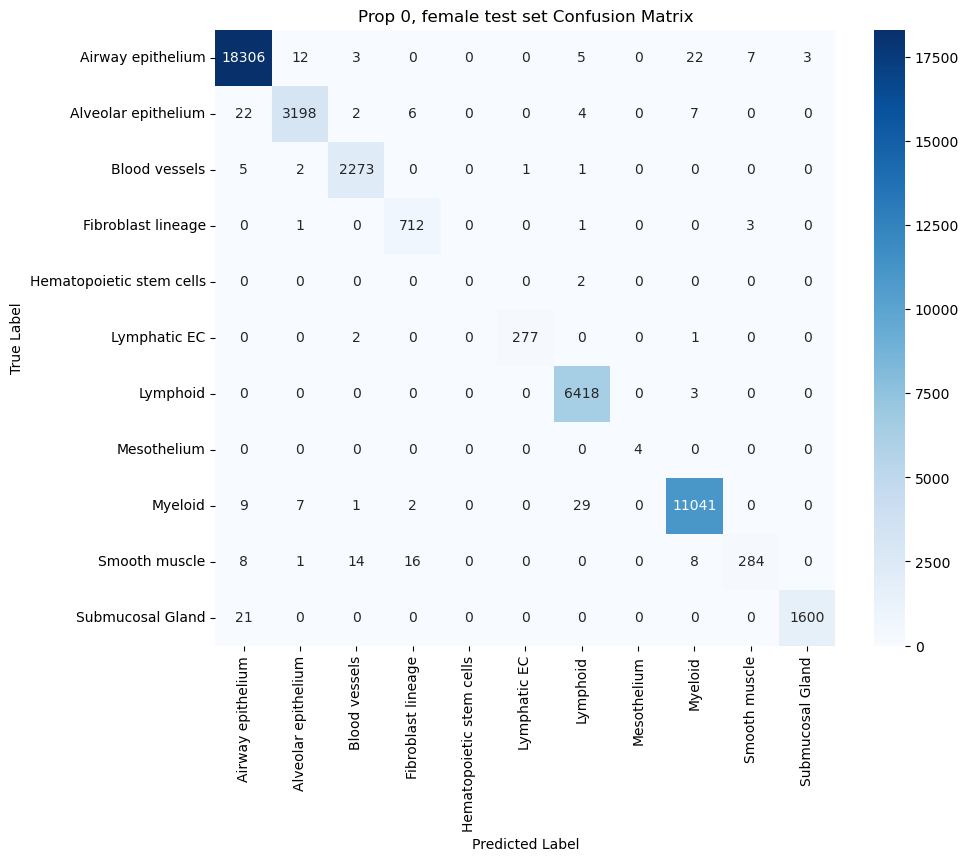 Prop 0, female test set Confusion Matrix
True Label
Airway epithelium 18306 12 3 0 0 0 5 0 22 7 3
Alveolar epithelium 22 3198 2 6 0 0 4 0 7 0 0
Blood vessels 5 2 2273 0 0 1 1 0 0 0 0
Fibroblast lineage 0 1 0 712 0 0 1 0 0 3 0
Hematopoietic stem cells 0 0 0 0 0 0 2 0 0 0 0
Lymphatic EC 0 0 2 0 0 277 0 0 1 0 0
Lymphoid 0 0 0 0 0 0 6418 0 3 0 0
Mesothelium 0 0 0 0 0 0 0 4 0 0 0
Myeloid 9 7 1 2 0 0 29 0 11041 0 0
Smooth muscle 8 1 14 16 0 0 0 0 8 284 0
Submucosal Gland 21 0 0 0 0 0 0 0 0 0 1600
Airway epithelium
Alveolar epithelium
Blood vessels
Fibroblast lineage
Hematopoietic stem cells
Lymphatic EC
Lymphoid
Mesothelium
Myeloid
Smooth muscle
Submucosal Gland
Predicted Label
17500
15000
12500
10000
7500
5000
2500
0